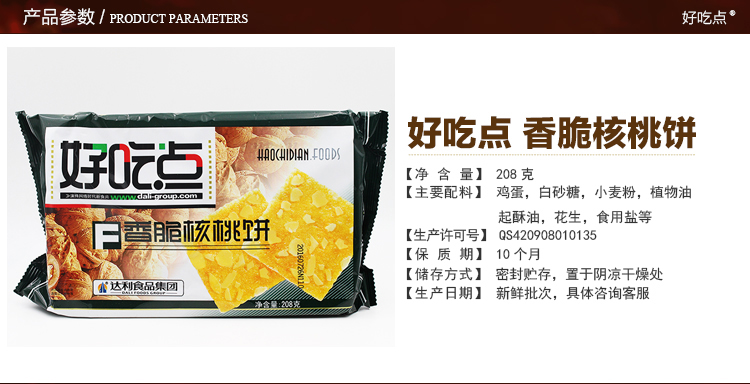 产品参数 / PRODUCT PARAMETERS
好吃点®
好吃点
www.dali-group.com
香脆核桃饼
HAOCHIDIAN.FOODS
20160726N1
达利食品集团
DALI FOODS GROUP
净含量:208克
好吃点 香脆核桃饼
【净 含 量】 208 克
【主要配料】 鸡蛋，白砂糖，小麦粉，植物油
起酥油，花生，食用盐等
【生产许可号】 QS420908010135
【保 质 期】 10 个月
【储存方式】 密封贮存，置于阴凉干燥处
【生产日期】 新鲜批次，具体咨询客服